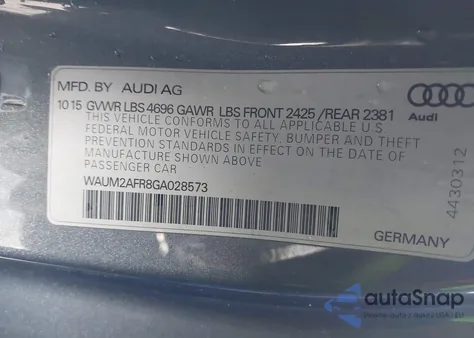 MFD. BY AUDI AG
10 15 GVWR LBS 4696 GAWR LBS FRONT 2425 / REAR 2381
THIS VEHICLE CONFORMS TO ALL APPLICABLE U S
FEDERAL MOTOR VEHICLE SAFETY, BUMPER AND THEFT
PREVENTION STANDARDS IN EFFECT ON THE DATE OF
MANUFACTURE SHOWN ABOVE
PASSENGER CAR
WAUM2AFR8GA028573
GERMANY
Audi
4430312
autoSnap